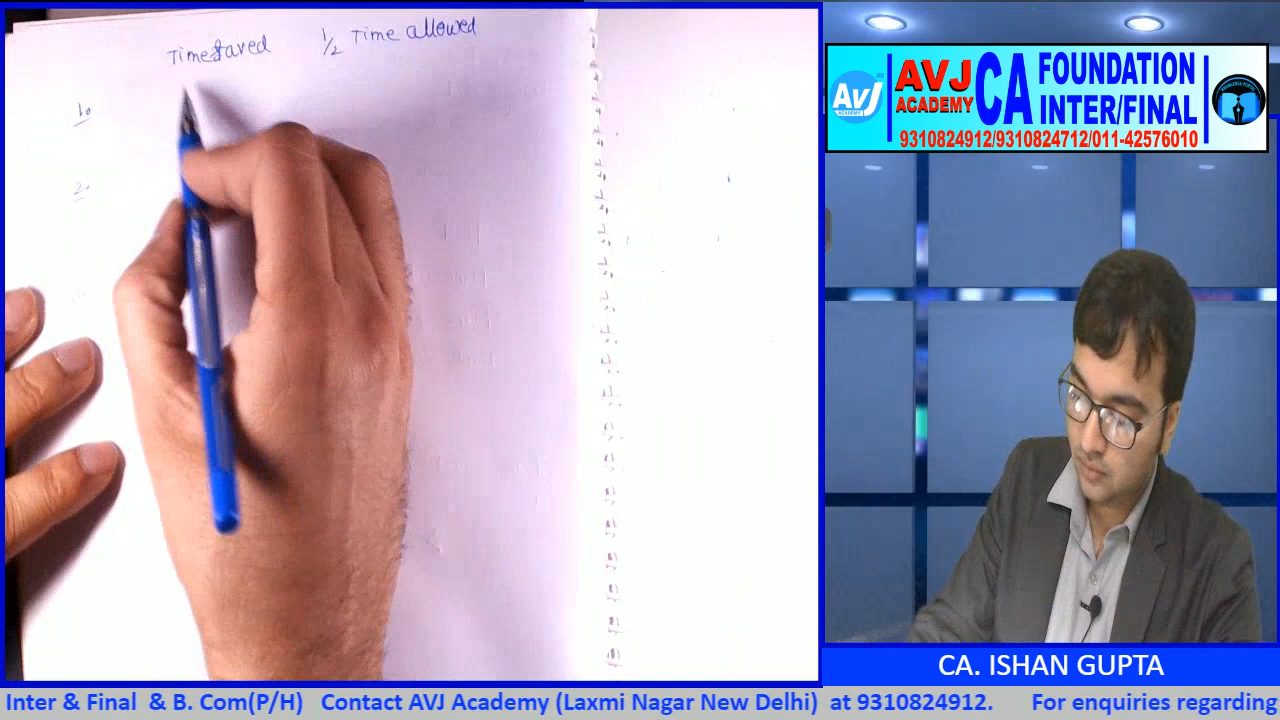 Time saved 1/2 Time allowed
1.
2.
AVJ
ACADEMY
AVJ ACADEMY CA FOUNDATION INTER/FINAL
9310824912/9310824712/011-42576010
CA. ISHAN GUPTA
Inter & Final & B. Com(P/H) Contact AVJ Academy (Laxmi Nagar New Delhi) at 9310824912. For enquiries regarding